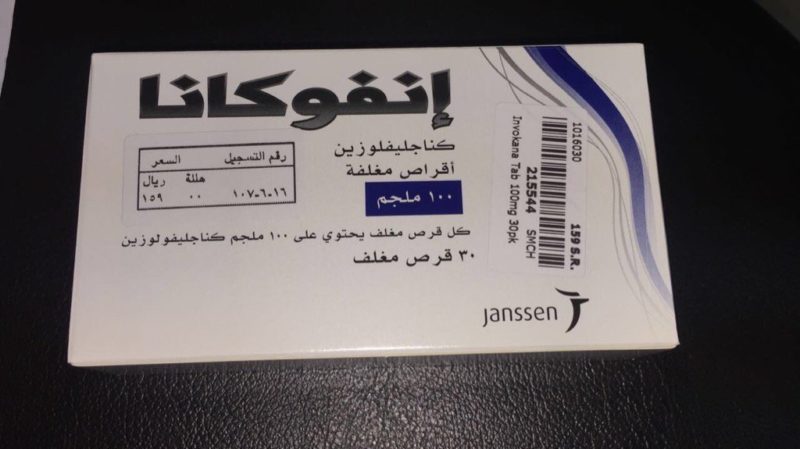 إنفوكانا
كناجليفلوزين
أقراص مغلفة
١٠٠ ملجم
رقم التسجيل السعر
هللة ريال
١٦-٦-١٠٧ ٠٠ ١٥٩
كل قرص مغلف يحتوي على ١٠٠ ملجم كناجليفلوزين
٣٠ قرص مغلف
1016030 159 S.R.
215544 SMCH
Invokana Tab 100mg 30pk
janssen